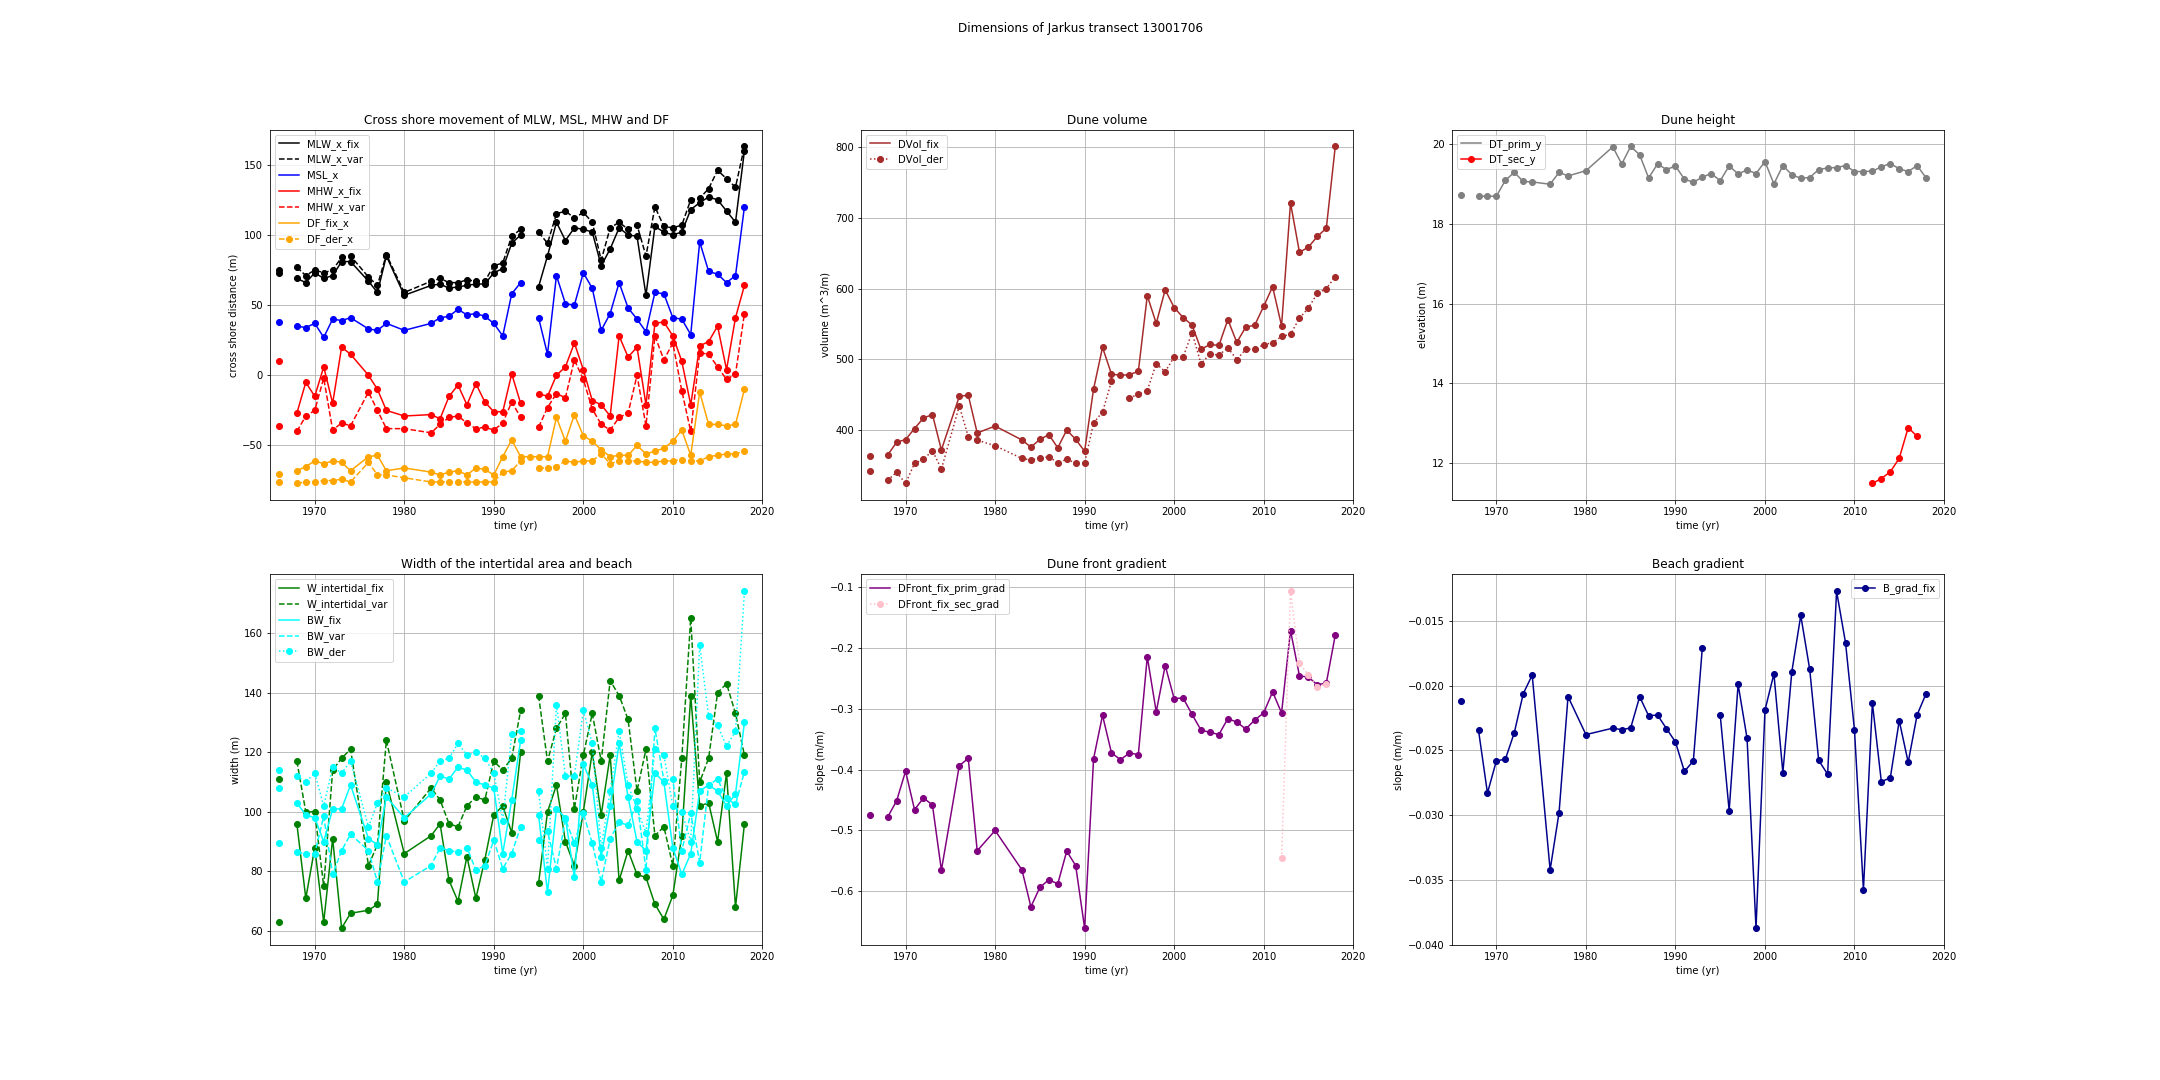 Dimensions of Jarkus transect 13001706
Cross shore movement of MLW, MSL, MHW and DF
MLW_x_fix
MLW_x_var
MSL_x
MHW_x_fix
MHW_x_var
DF_fix_x
DF_der_x
cross shore distance (m)
150
100
50
0
−50
1970 1980 1990 2000 2010 2020
time (yr)
Dune volume
DVol_fix
DVol_der
volume (m^3/m)
800
700
600
500
400
1970 1980 1990 2000 2010 2020
time (yr)
Dune height
DT_prim_y
DT_sec_y
elevation (m)
20
18
16
14
12
1970 1980 1990 2000 2010 2020
time (yr)
Width of the intertidal area and beach
W_intertidal_fix
W_intertidal_var
BW_fix
BW_var
BW_der
width (m)
160
140
120
100
80
60
1970 1980 1990 2000 2010 2020
time (yr)
Dune front gradient
DFront_fix_prim_grad
DFront_fix_sec_grad
slope (m/m)
−0.1
−0.2
−0.3
−0.4
−0.5
−0.6
1970 1980 1990 2000 2010 2020
time (yr)
Beach gradient
B_grad_fix
slope (m/m)
−0.015
−0.020
−0.025
−0.030
−0.035
−0.040
1970 1980 1990 2000 2010 2020
time (yr)